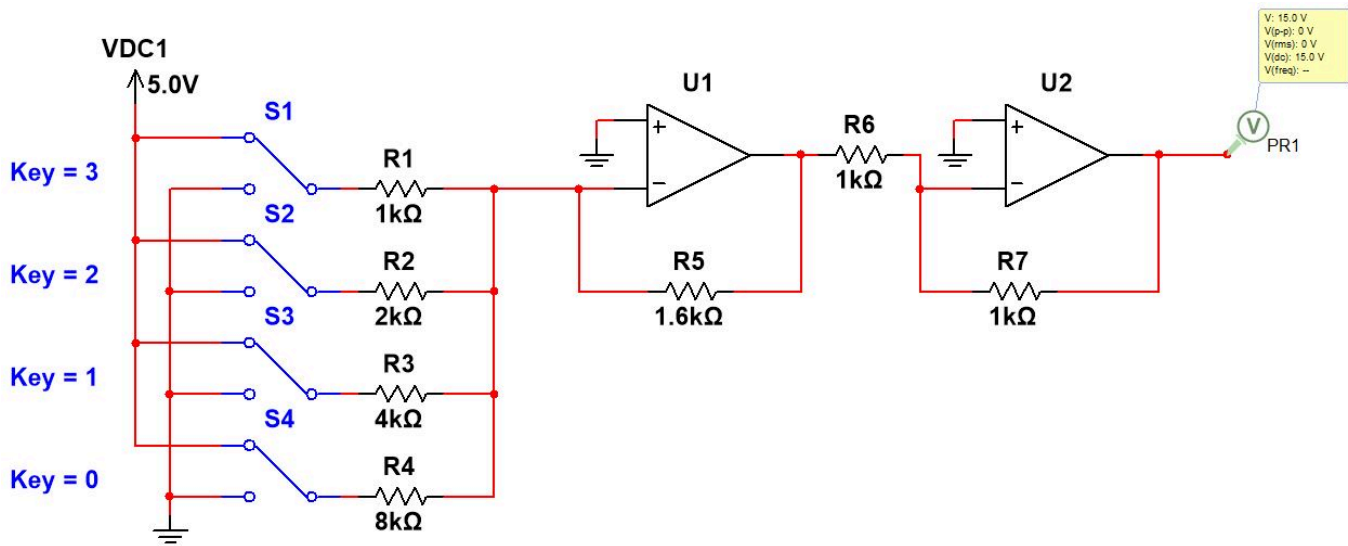 VDC1
5.0V
S1
Key = 3
R1
1kΩ
S2
Key = 2
R2
2kΩ
S3
Key = 1
R3
4kΩ
S4
Key = 0
R4
8kΩ
U1
+
−
R5
1.6kΩ
R6
1kΩ
U2
+
−
R7
1kΩ
V: 15.0 V
V(p-p): 0 V
V(rms): 0 V
V(dc): 15.0 V
V(freq): --
V
PR1